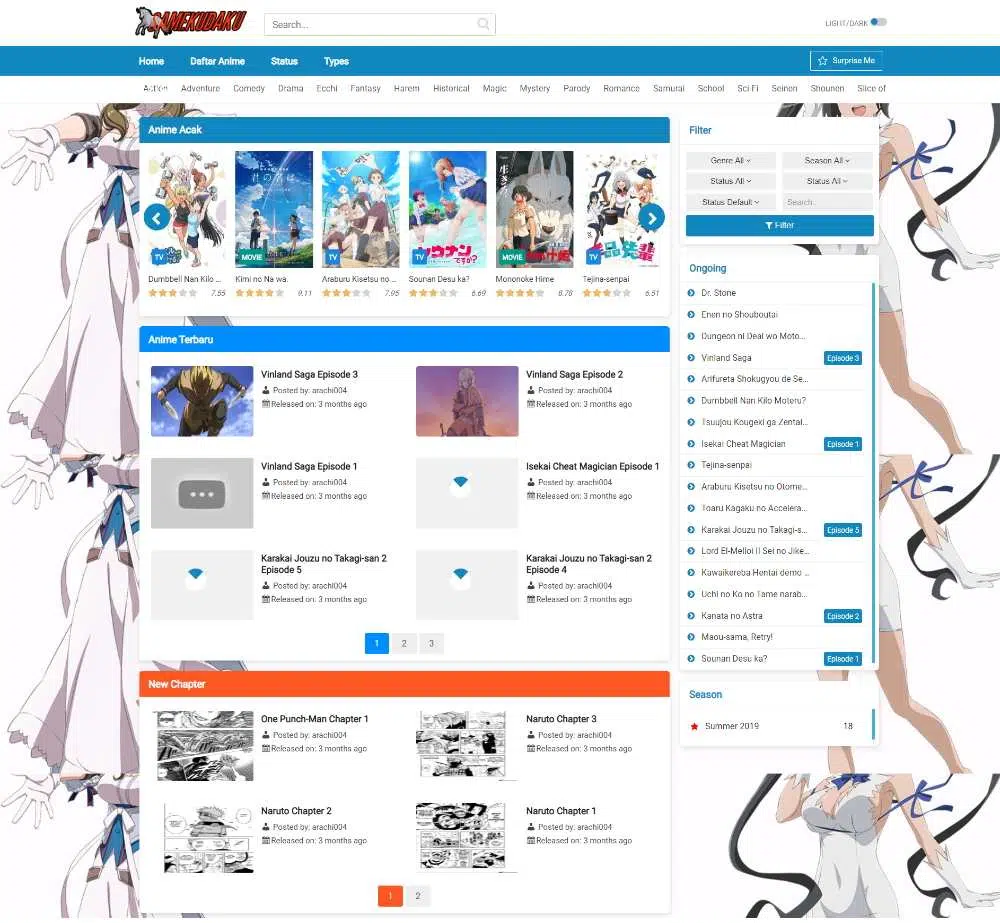 GAMEKUDAKU
Search...
LIGHT/DARK
Home Daftar Anime Status Types
Surprise Me
Action Adventure Comedy Drama Ecchi Fantasy Harem Historical Magic Mystery Parody Romance Samurai School Sci Fi Seinen Shounen Slice of
Anime Acak
TV MOVIE TV TV MOVIE TV
Dumbbell Nan Kilo ... Kimi no Na wa. Araburu Kisetsu no ... Sounan Desu ka? Mononoke Hime Tejina-senpai
7.55 9.11 7.95 6.69 8.78 6.51
Anime Terbaru
Vinland Saga Episode 3
Posted by: arachi004
Released on: 3 months ago
Vinland Saga Episode 2
Posted by: arachi004
Released on: 3 months ago
Vinland Saga Episode 1
Posted by: arachi004
Released on: 3 months ago
Isekai Cheat Magician Episode 1
Posted by: arachi004
Released on: 3 months ago
Karakai Jouzu no Takagi-san 2
Episode 5
Posted by: arachi004
Released on: 3 months ago
Karakai Jouzu no Takagi-san 2
Episode 4
Posted by: arachi004
Released on: 3 months ago
1 2 3
New Chapter
One Punch-Man Chapter 1
Posted by: arachi004
Released on: 3 months ago
Naruto Chapter 3
Posted by: arachi004
Released on: 3 months ago
Naruto Chapter 2
Posted by: arachi004
Released on: 3 months ago
Naruto Chapter 1
Posted by: arachi004
Released on: 3 months ago
1 2
Filter
Genre All Season All
Status All Status All
Status Default Search...
Filter
Ongoing
Dr. Stone
Enen no Shouboutai
Dungeon ni Deai wo Moto...
Vinland Saga Episode 3
Arifureta Shokugyou de Se...
Dumbbell Nan Kilo Moteru?
Tsuujou Kougeki ga Zentai...
Isekai Cheat Magician Episode 1
Tejina-senpai
Araburu Kisetsu no Otome...
Toaru Kagaku no Accelera...
Karakai Jouzu no Takagi-s... Episode 5
Lord El-Melloi II Sei no Jike...
Kawaikereba Hentai demo ...
Uchi no Ko no Tame narab...
Kanata no Astra Episode 2
Maou-sama, Retry!
Sounan Desu ka? Episode 1
Season
Summer 2019 18